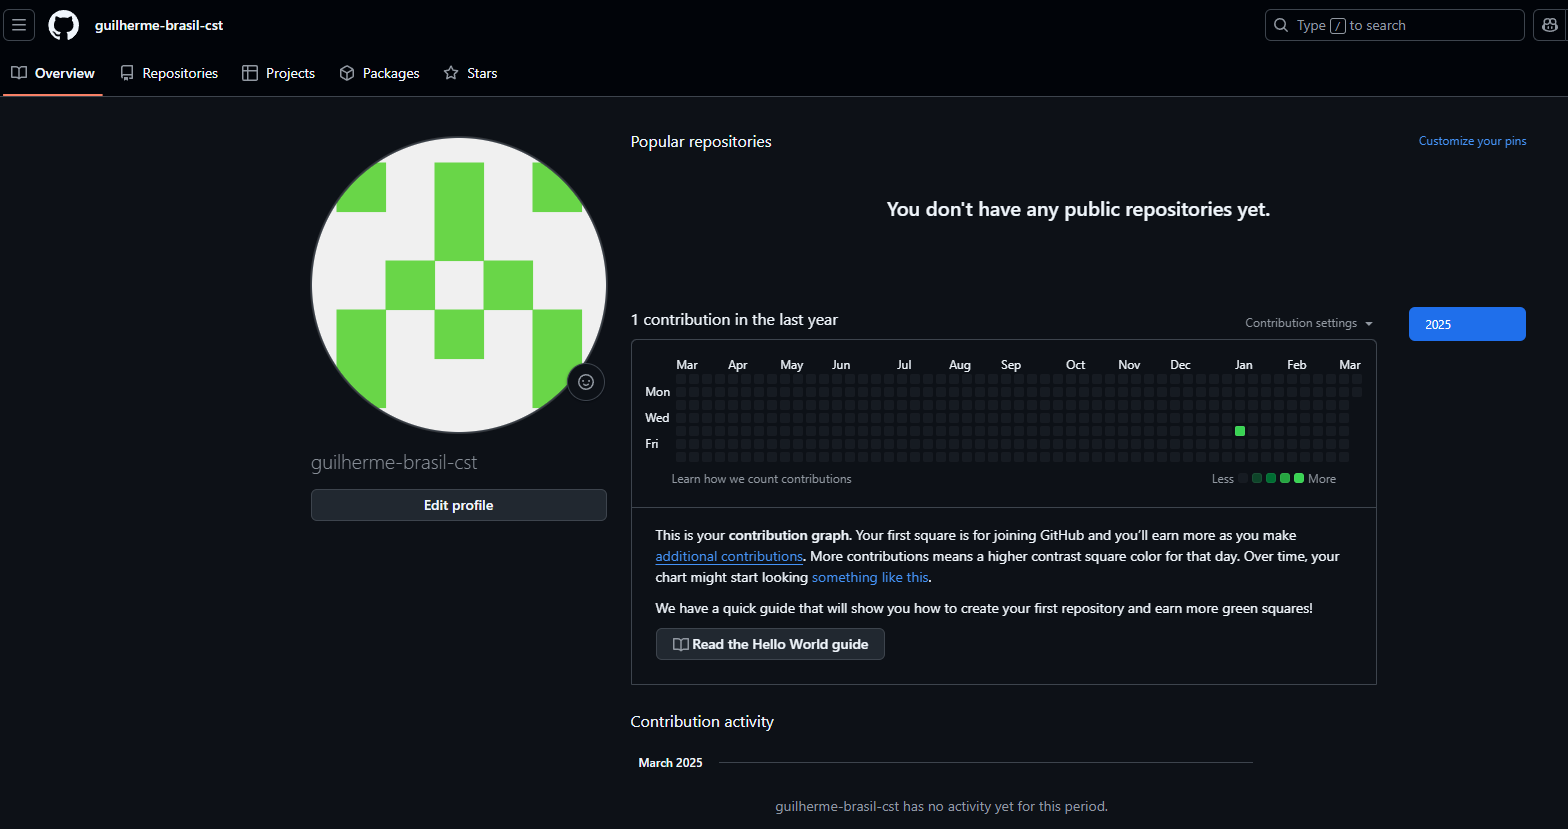 guilherme-brasil-cst
Type / to search
Overview
Repositories
Projects
Packages
Stars
Popular repositories
Customize your pins
You don't have any public repositories yet.
1 contribution in the last year
Contribution settings
2025
Mar Apr May Jun Jul Aug Sep Oct Nov Dec Jan Feb Mar
Mon
Wed
Fri
Learn how we count contributions
Less
More
guilherme-brasil-cst
Edit profile
This is your contribution graph. Your first square is for joining GitHub and you’ll earn more as you make
additional contributions. More contributions means a higher contrast square color for that day. Over time, your
chart might start looking something like this.
We have a quick guide that will show you how to create your first repository and earn more green squares!
Read the Hello World guide
Contribution activity
March 2025
guilherme-brasil-cst has no activity yet for this period.